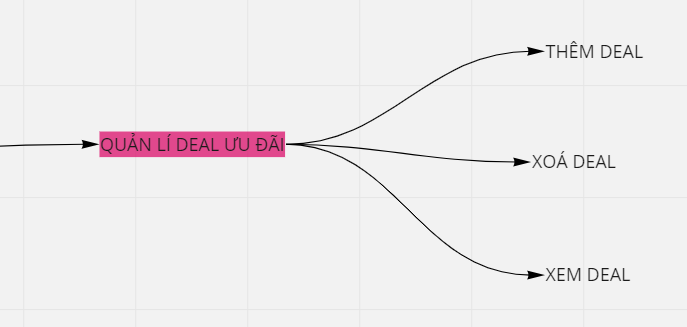 THÊM DEAL
QUẢN LÍ DEAL ƯU ĐÃI
XOÁ DEAL
XEM DEAL